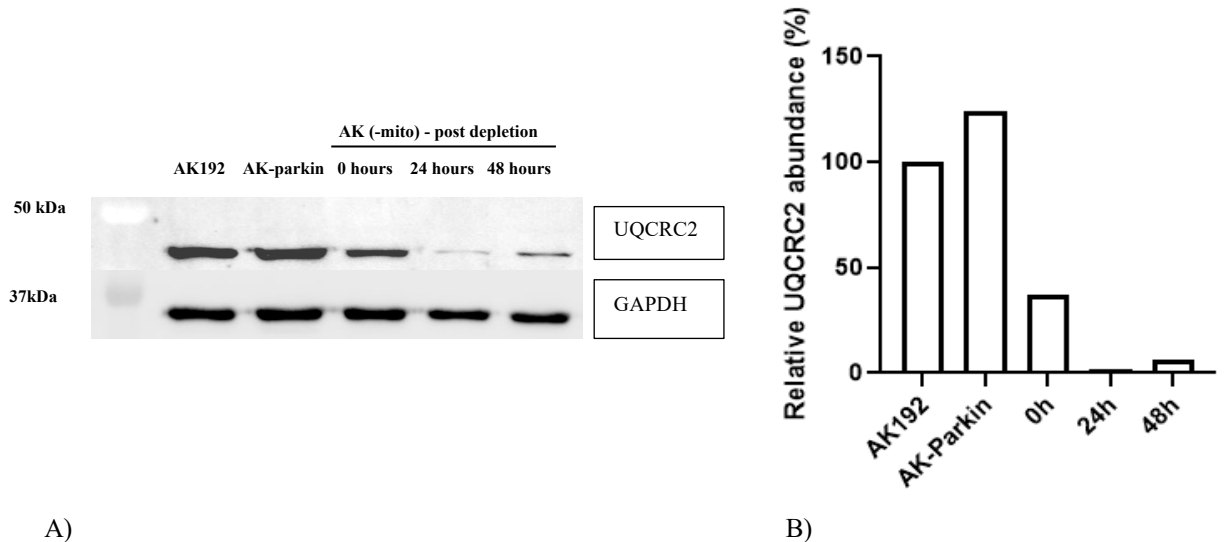 AK (-mito) - post depletion
AK192 AK-parkin 0 hours 24 hours 48 hours
50 kDa
UQCRC2
37kDa
GAPDH
A)
Relative UQCRC2 abundance (%)
150
100
50
0
AK192
AK-Parkin
0h
24h
48h
B)